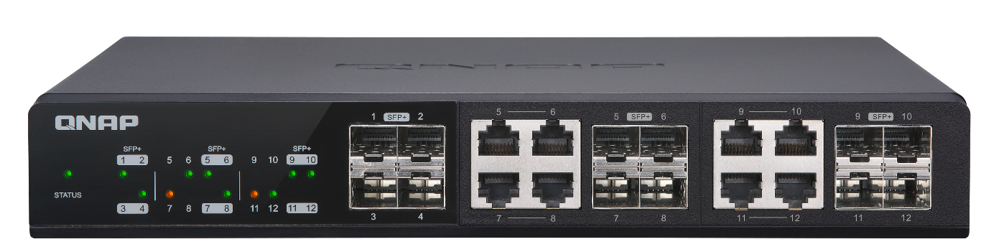 QNAP
QNAP
SFP+ SFP+ SFP+
1 2 5 6 5 6 9 10 9 10
STATUS
3 4 7 8 7 8 11 12 11 12
1 SFP+ 2
3 4
5 6
7 8
5 SFP+ 6
7 8
9 10
11 12
9 SFP+ 10
11 12